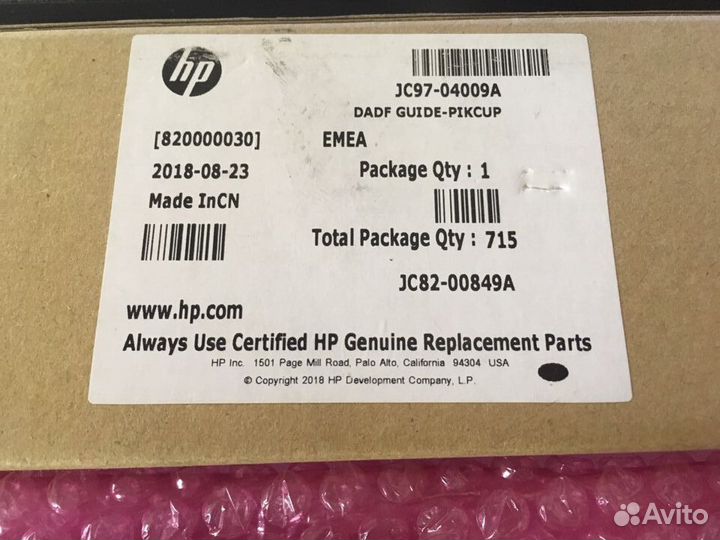 hp
JC97-04009A
DADF GUIDE-PIKCUP
[820000030] EMEA
2018-08-23 Package Qty : 1
Made InCN
Total Package Qty : 715
JC82-00849A
www.hp.com
Always Use Certified HP Genuine Replacement Parts
HP Inc. 1501 Page Mill Road, Palo Alto, California 94304 USA
© Copyright 2018 HP Development Company, L.P.
Avito